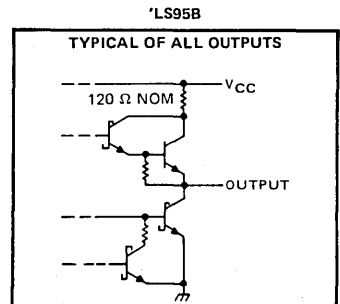 'LS95B
TYPICAL OF ALL OUTPUTS
VCC
120 Ω NOM
OUTPUT